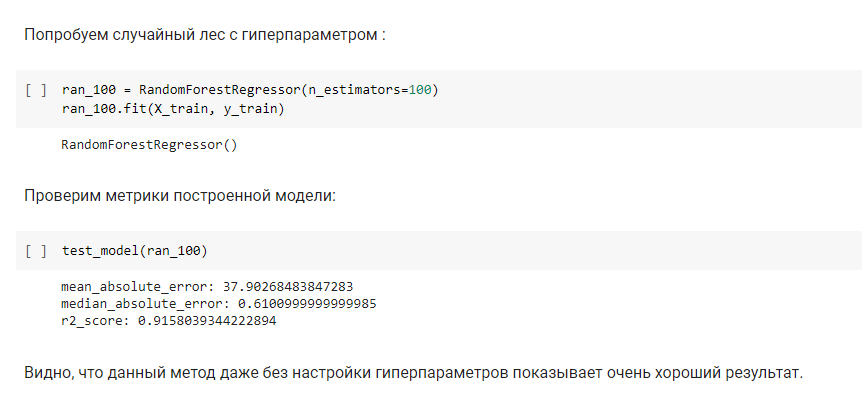 Попробуем случайный лес с гиперпараметром :
[ ] ran_100 = RandomForestRegressor(n_estimators=100)
ran_100.fit(X_train, y_train)
RandomForestRegressor()
Проверим метрики построенной модели:
[ ] test_model(ran_100)
mean_absolute_error: 37.90268483847283
median_absolute_error: 0.6100999999999985
r2_score: 0.9158039344222894
Видно, что данный метод даже без настройки гиперпараметров показывает очень хороший результат.